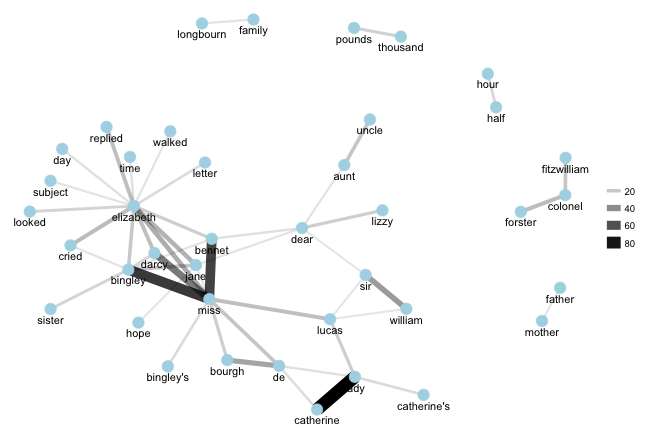 longbourn
family
pounds
thousand
hour
half
uncle
replied
walked
day
time
letter
aunt
fitzwilliam
subject
looked
elizabeth
lizzy
colonel
forster
20
40
60
80
dear
bennet
cried
darcy
jane
bingley
sir
father
miss
sister
hope
lucas
william
mother
bingley's
bourgh
de
lady
catherine
catherine's